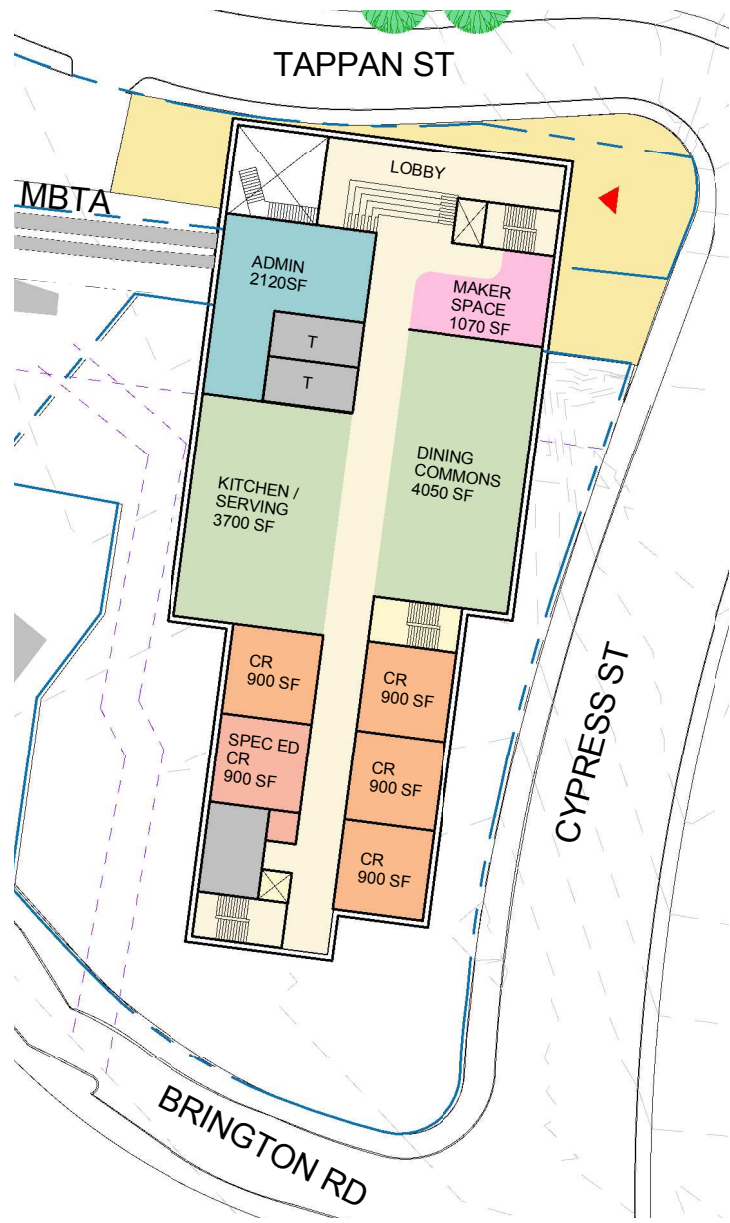 TAPPAN ST
LOBBY
MBTA
ADMIN
2120SF
MAKER
SPACE
1070 SF
T
T
DINING
COMMONS
4050 SF
KITCHEN /
SERVING
3700 SF
CR
900 SF
CR
900 SF
SPEC ED
CR
900 SF
CR
900 SF
CR
900 SF
CYPRESS ST
BRINGTON RD